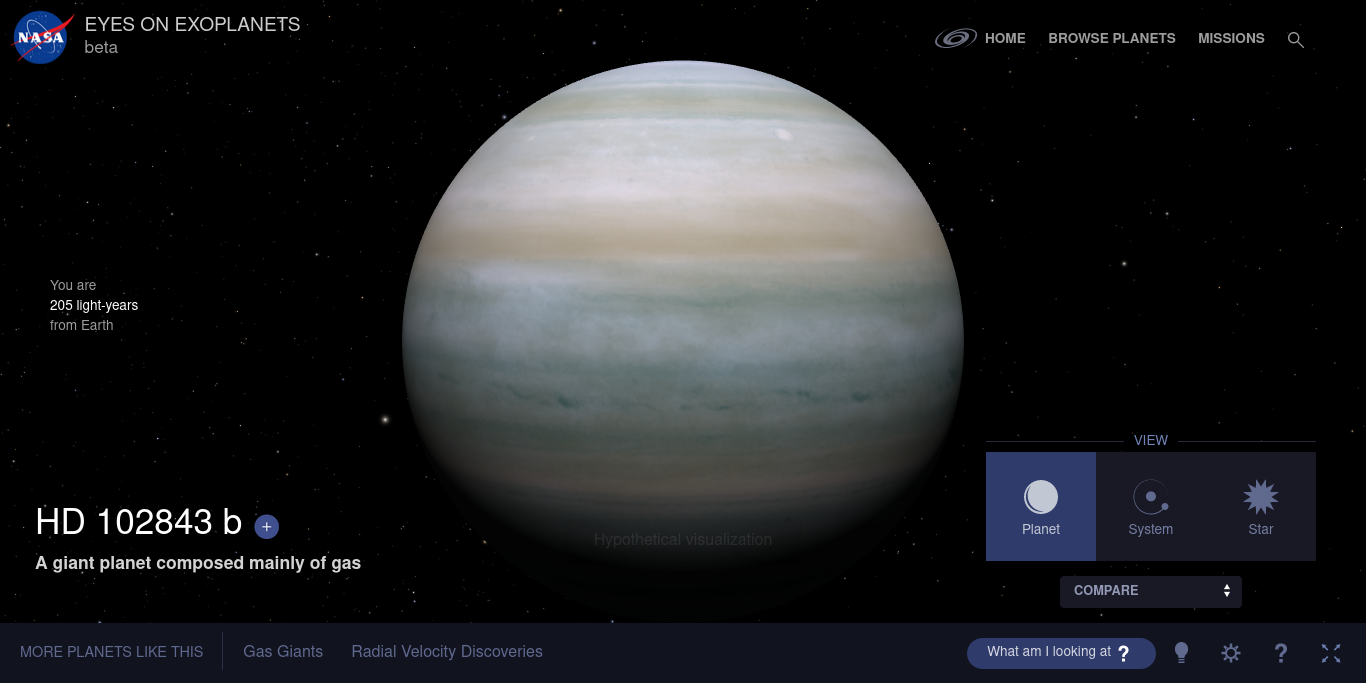 NASA
EYES ON EXOPLANETS
beta
HOME
BROWSE PLANETS
MISSIONS
You are
205 light-years
from Earth
HD 102843 b +
A giant planet composed mainly of gas
Hypothetical visualization
VIEW
Planet
System
Star
COMPARE
MORE PLANETS LIKE THIS
Gas Giants
Radial Velocity Discoveries
What am I looking at ?
?